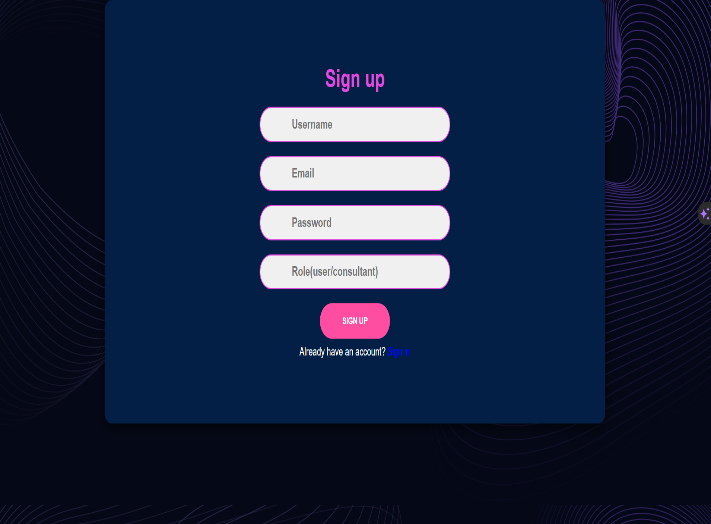 Sign up
Username
Email
Password
Role(user/consultant)
SIGN UP
Already have an account?